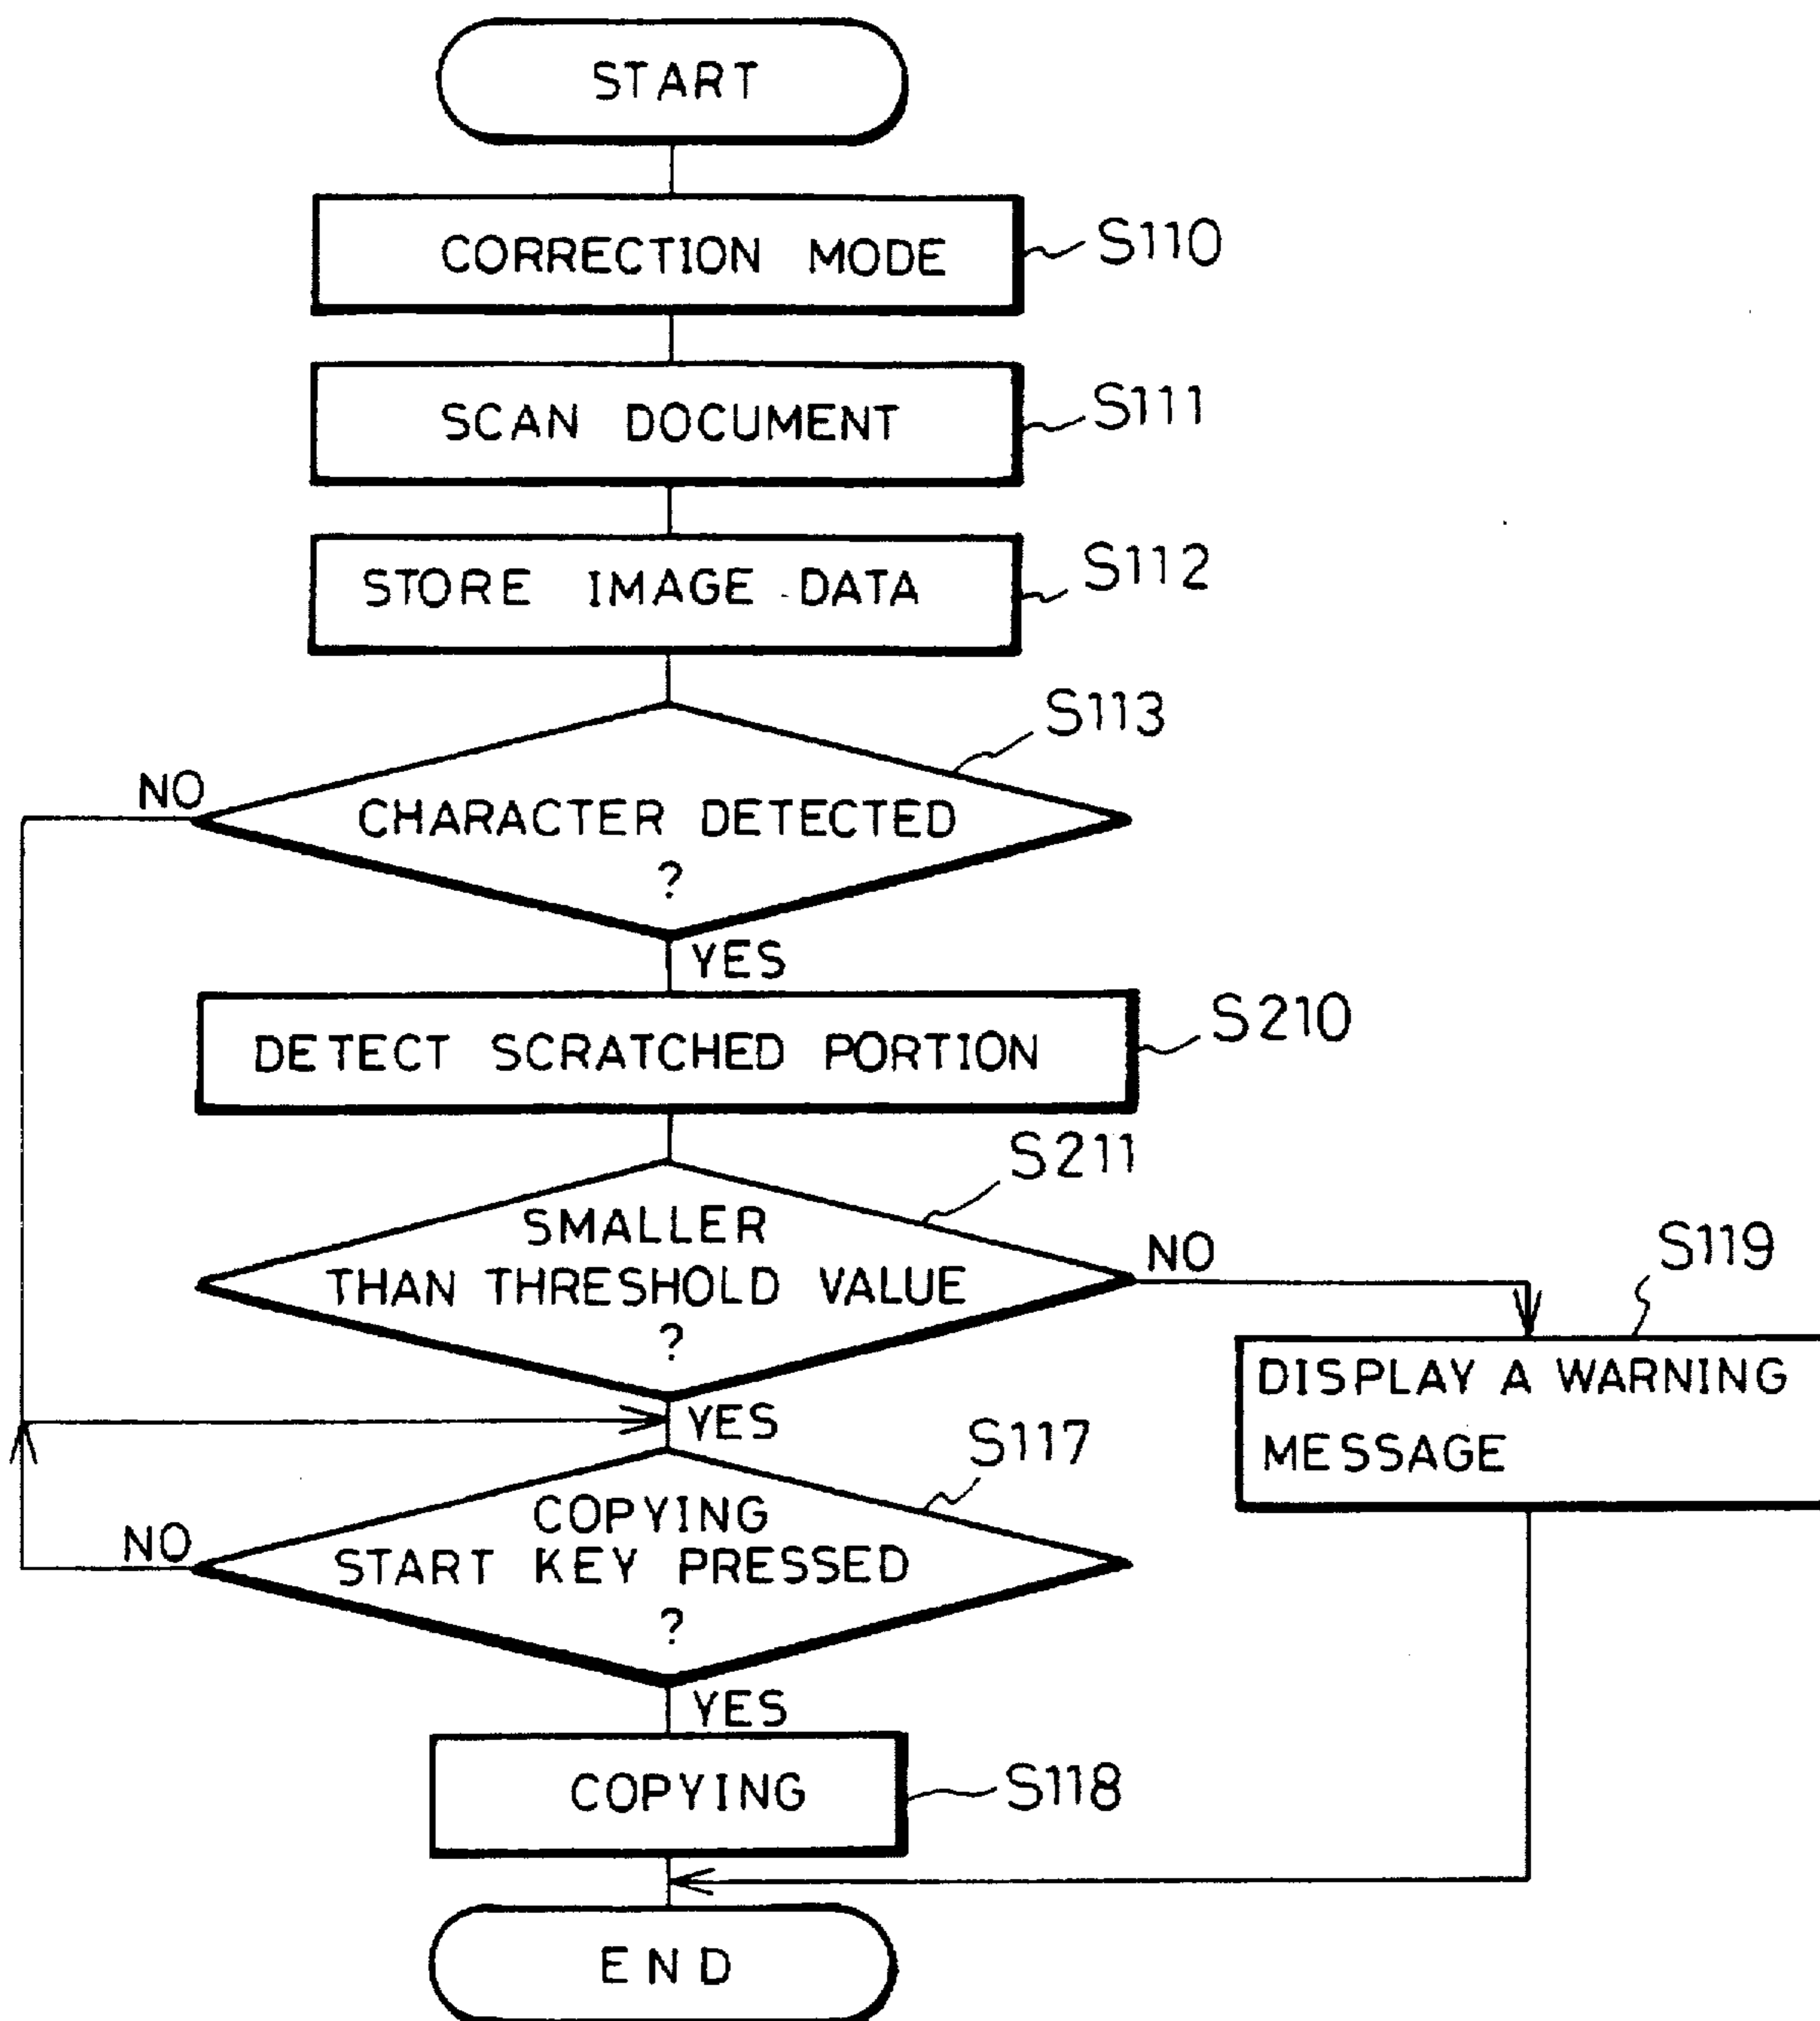 START
CORRECTION MODE
S110
SCAN DOCUMENT
S111
STORE IMAGE DATA
S112
S113
NO
CHARACTER DETECTED
?
YES
DETECT SCRATCHED PORTION
S210
S211
SMALLER
THAN THRESHOLD VALUE
?
NO
S119
DISPLAY A WARNING
MESSAGE
YES
S117
COPYING
START KEY PRESSED
?
NO
YES
COPYING
S118
END